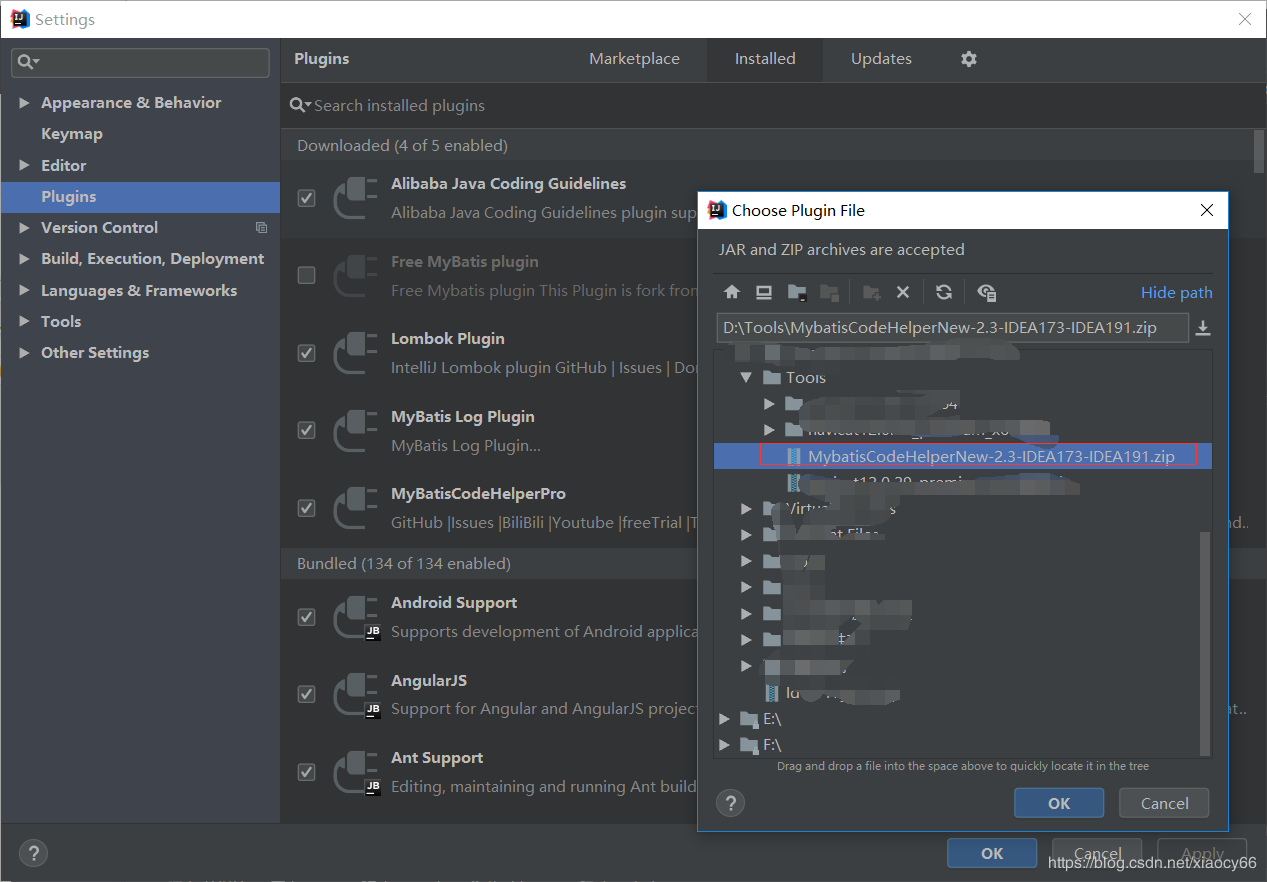 Settings
Plugins
Marketplace
Installed
Updates
Search installed plugins
Appearance & Behavior
Keymap
Editor
Plugins
Version Control
Build, Execution, Deployment
Languages & Frameworks
Tools
Other Settings
Downloaded (4 of 5 enabled)
Alibaba Java Coding Guidelines
Alibaba Java Coding Guidelines plugin sup
Free MyBatis plugin
Free Mybatis plugin This Plugin is fork from
Lombok Plugin
IntelliJ Lombok plugin GitHub | Issues | Do
MyBatis Log Plugin
MyBatis Log Plugin...
MyBatisCodeHelperPro
GitHub |Issues |BiliBili |Youtube |freeTrial |T
nd..
Bundled (134 of 134 enabled)
Android Support
Supports development of Android applica
AngularJS
Support for Angular and AngularJS projec
at..
Ant Support
Editing, maintaining and running Ant build
Choose Plugin File
JAR and ZIP archives are accepted
Hide path
D:\Tools\MybatisCodeHelperNew-2.3-IDEA173-IDEA191.zip
Tools
MybatisCodeHelperNew-2.3-IDEA173-IDEA191.zip
E:\
F:\
Drag and drop a file into the space above to quickly locate it in the tree
?
OK
Cancel
?
OK
Cancel
Apply
https://blog.csdn.net/xiaocy66